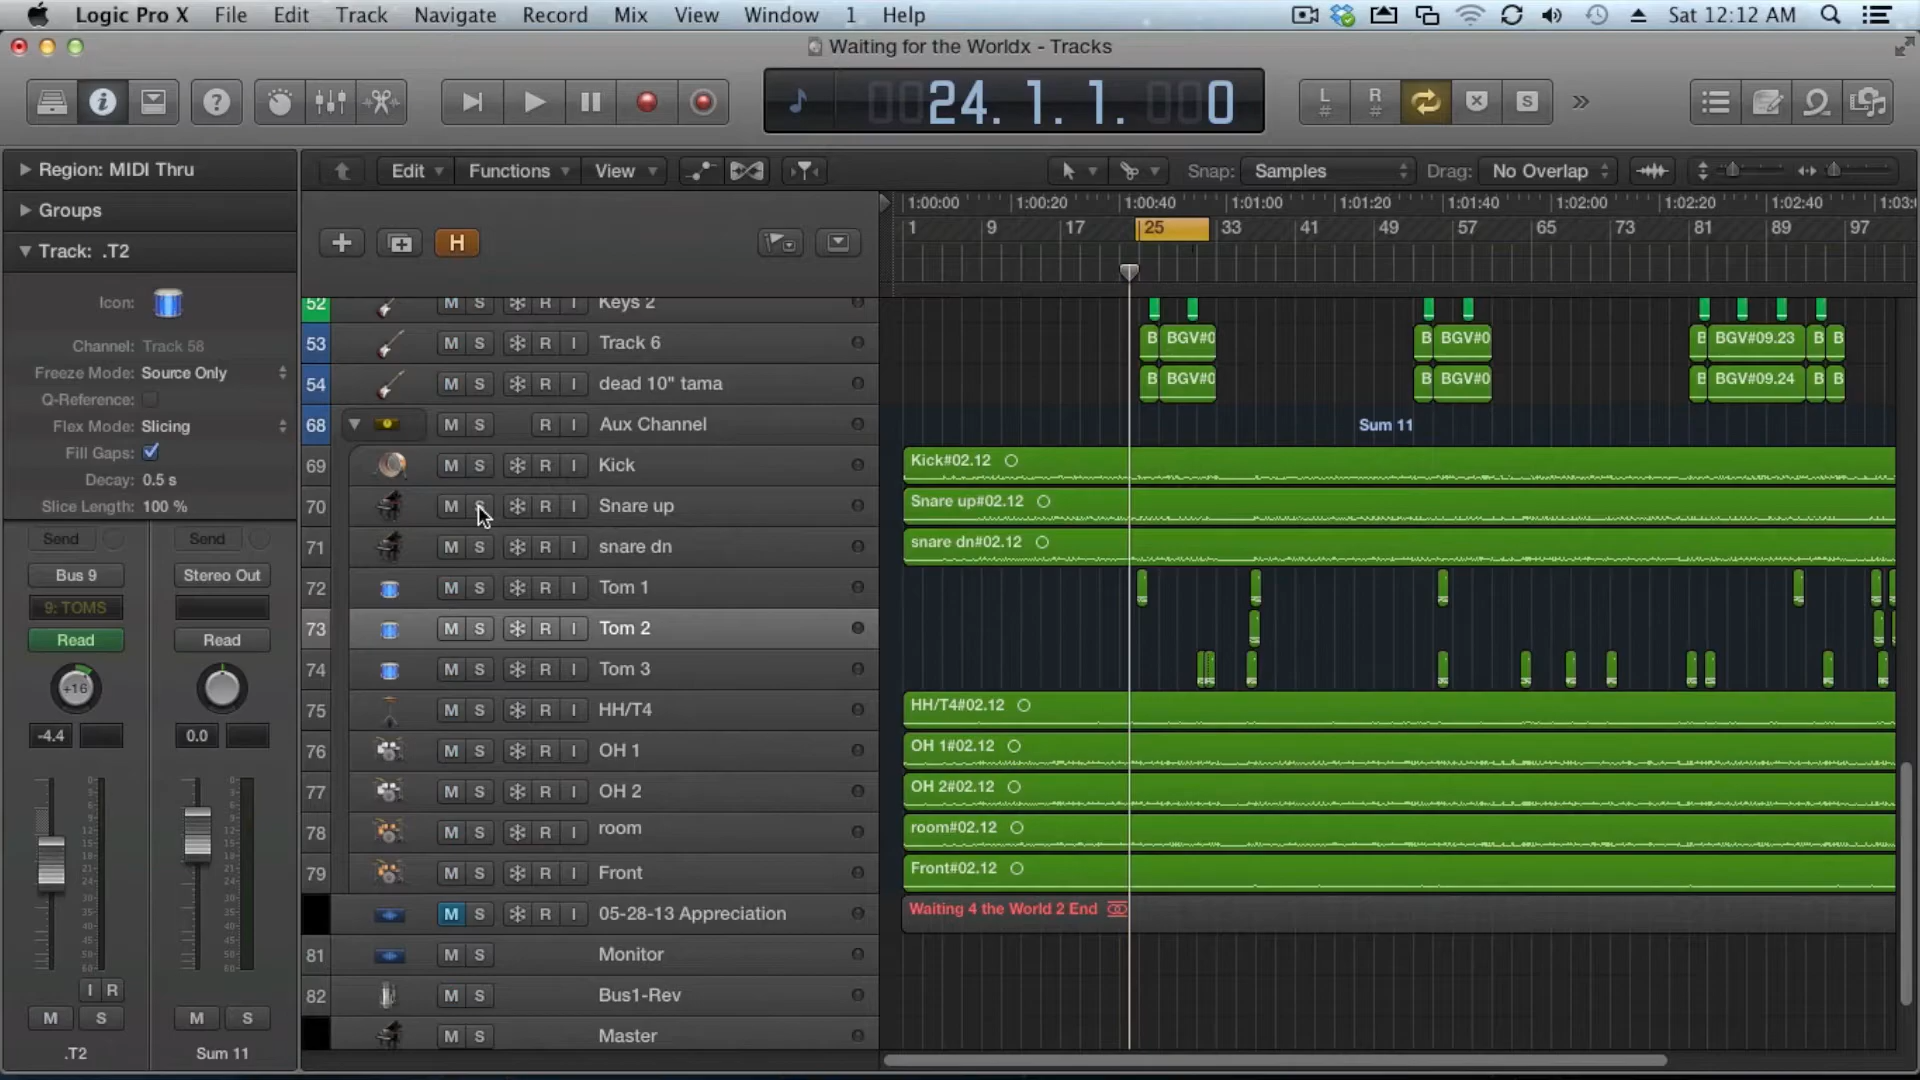 Logic Pro X File Edit Track Navigate Record Mix View Window 1 Help Sat 12:12 AM
Waiting for the Worldx - Tracks
24. 1. 1. 0
L R S
Region: MIDI Thru Edit Functions View Snap: Samples Drag: No Overlap
1:00:00 1:00:20 1:00:40 1:01:00 1:01:20 1:01:40 1:02:00 1:02:20 1:02:40
Groups
1 9 17 25 33 41 49 57 65 73 81 89 97
H
Track: .T2
Icon:
Channel: Track 58
Freeze Mode: Source Only
Q-Reference:
Flex Mode: Slicing
Fill Gaps:
Decay: 0.5 s
Slice Length: 100 %
Send Send
Bus 9 Stereo Out
9: TOMS
Read Read
+16
-4.4 0.0
I R
M S M S
.T2 Sum 11
52 M S R I Keys 2
53 M S R I Track 6 B BGV#0 B BGV#0 B BGV#09.23 B B
54 M S R I dead 10" tama B BGV#0 B BGV#0 B BGV#09.24 B B
68 M S R I Aux Channel Sum 11
69 M S R I Kick Kick#02.12
70 M S R I Snare up Snare up#02.12
71 M S R I snare dn snare dn#02.12
72 M S R I Tom 1
73 M S R I Tom 2
74 M S R I Tom 3
75 M S R I HH/T4 HH/T4#02.12
76 M S R I OH 1 OH 1#02.12
77 M S R I OH 2 OH 2#02.12
78 M S R I room room#02.12
79 M S R I Front Front#02.12
M S R I 05-28-13 Appreciation Waiting 4 the World 2 End
81 M S Monitor
82 M S Bus1-Rev
M S Master